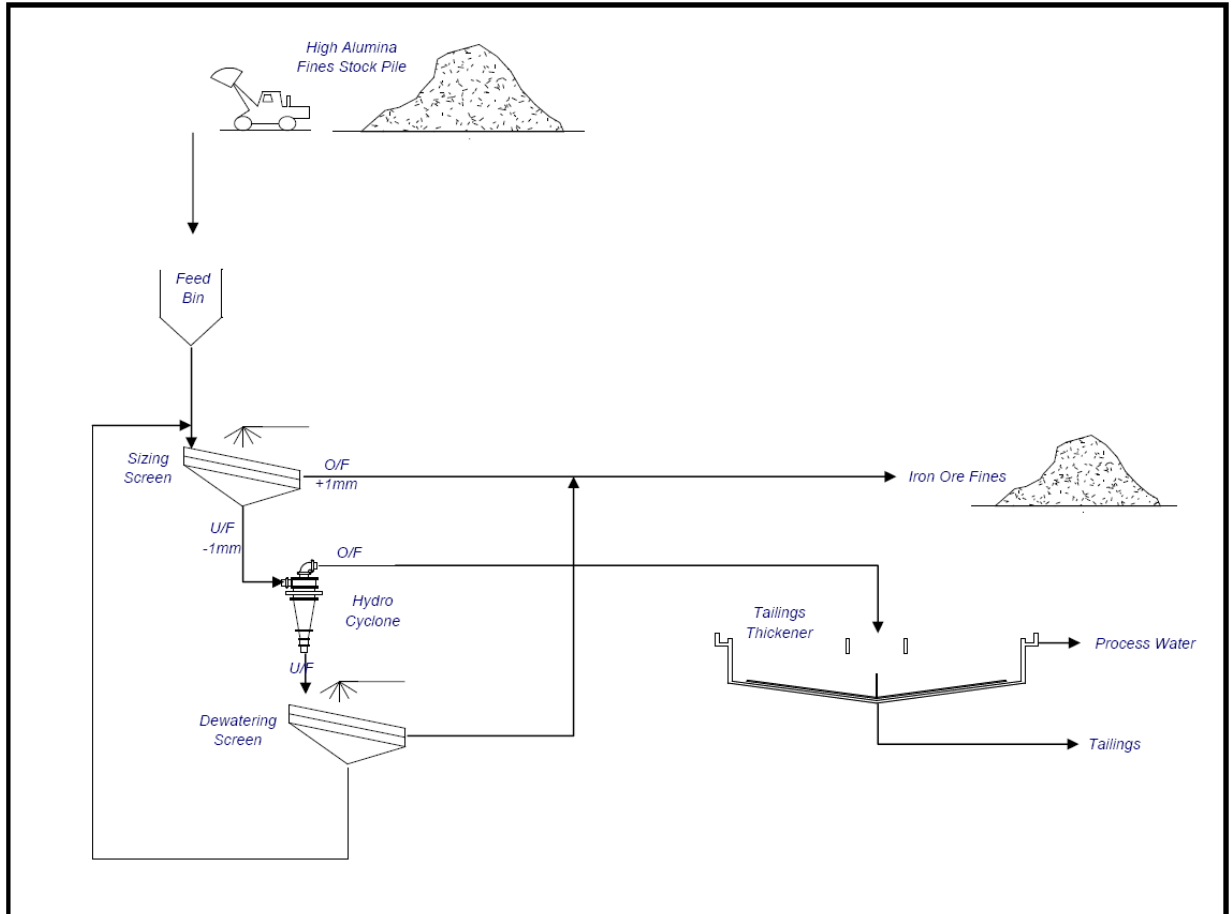 High Alumina
Fines Stock Pile
Feed
Bin
Sizing
Screen
O/F
+1mm
Iron Ore Fines
U/F
-1mm
O/F
Hydro
Cyclone
Tailings
Thickener
Process Water
U/F
Dewatering
Screen
Tailings